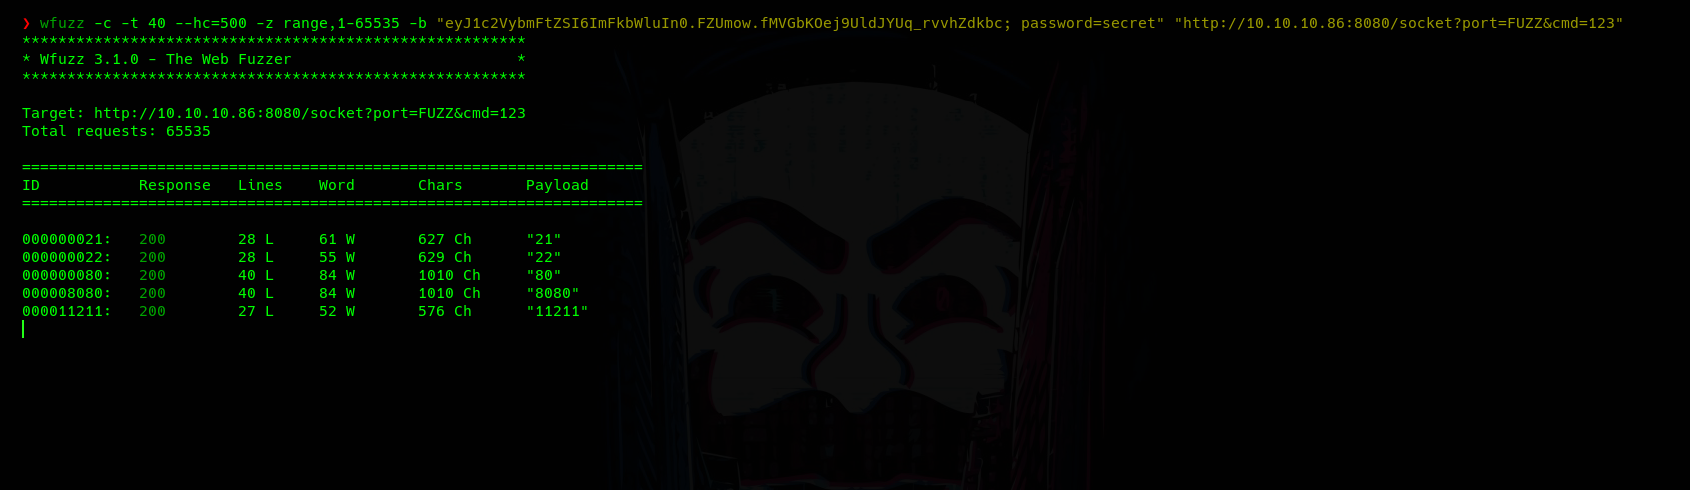 ❯ wfuzz -c -t 40 --hc=500 -z range,1-65535 -b "eyJ1c2VybmFtZSI6ImFkbWluIn0.FZUmow.fMVGbKOej9UldJYUq_rvvhZdkbc; password=secret" "http://10.10.10.86:8080/socket?port=FUZZ&cmd=123"
********************************************************
* Wfuzz 3.1.0 - The Web Fuzzer                         *
********************************************************
Target: http://10.10.10.86:8080/socket?port=FUZZ&cmd=123
Total requests: 65535
=====================================================================
ID           Response   Lines    Word       Chars       Payload
=====================================================================
000000021:   200        28 L     61 W       627 Ch      "21"
000000022:   200        28 L     55 W       629 Ch      "22"
000000080:   200        40 L     84 W       1010 Ch     "80"
000008080:   200        40 L     84 W       1010 Ch     "8080"
000011211:   200        27 L     52 W       576 Ch      "11211"